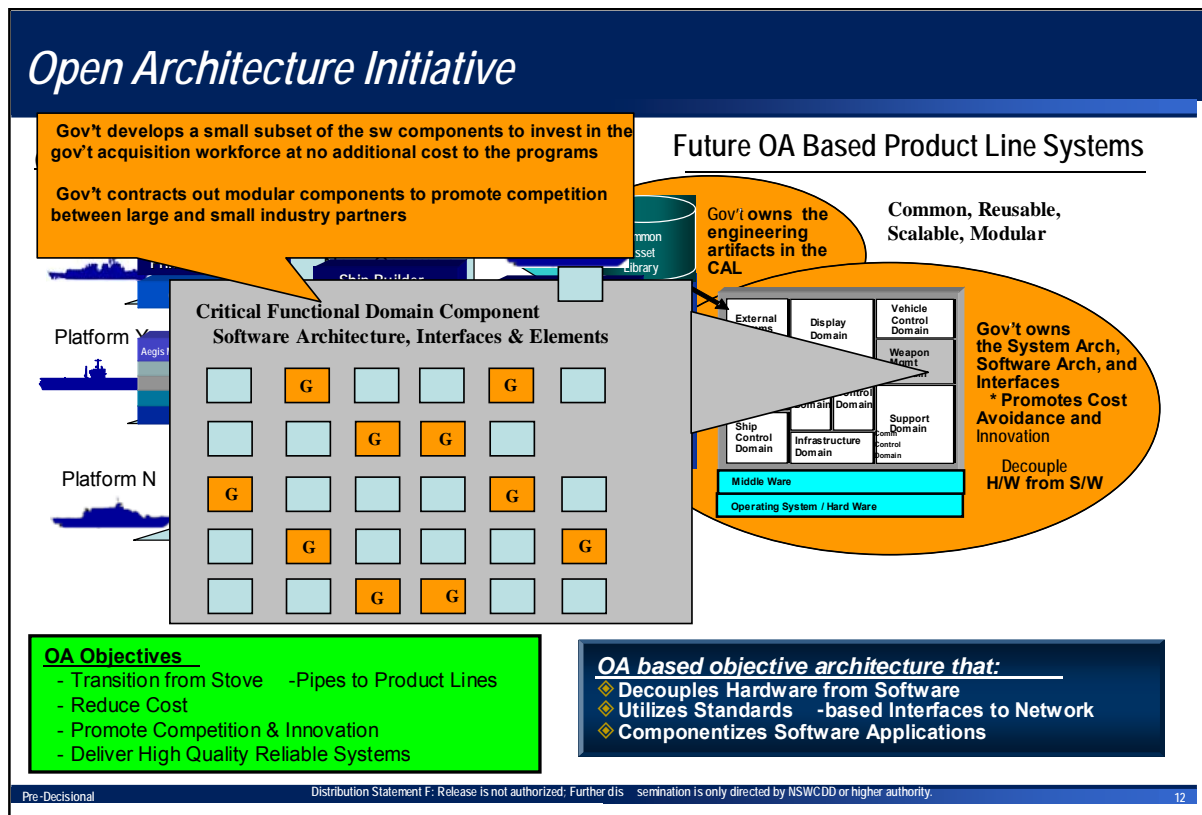 Open Architecture Initiative
Gov't develops a small subset of the sw components to invest in the
gov't acquisition workforce at no additional cost to the programs
Gov't contracts out modular components to promote competition
between large and small industry partners
Future OA Based Product Line Systems
Common, Reusable,
Scalable, Modular
Gov't owns the
engineering
artifacts in the
CAL
Library
Ship Builder
Platform
Aegis
Platform N
Critical Functional Domain Component
Software Architecture, Interfaces & Elements
G G
G G
G G
G G
G G
External
Display
Domain
Vehicle
Control
Domain
Weapon
Mgmt
Domain
Ship
Control
Domain
Infrastructure
Domain
Comm
Control
Domain
Support
Domain
Middle Ware
Operating System / Hard Ware
Gov't owns
the System Arch,
Software Arch, and
Interfaces
* Promotes Cost
Avoidance and
Innovation
Decouple
H/W from S/W
OA Objectives
- Transition from Stove -Pipes to Product Lines
- Reduce Cost
- Promote Competition & Innovation
- Deliver High Quality Reliable Systems
OA based objective architecture that:
Decouples Hardware from Software
Utilizes Standards -based Interfaces to Network
Componentizes Software Applications
Pre-Decisional
Distribution Statement F: Release is not authorized; Further dis semination is only directed by NSWCDD or higher authority.
12